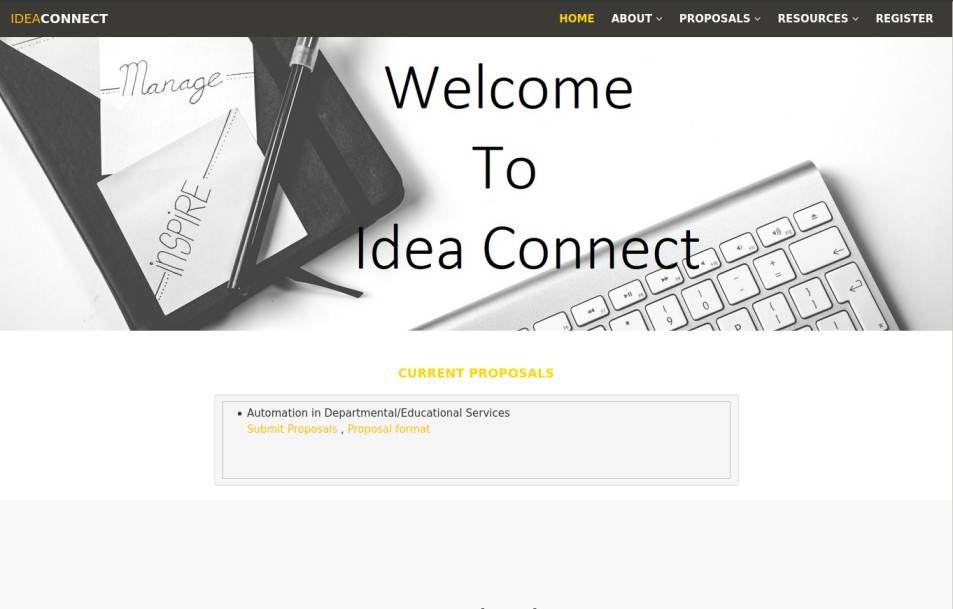 IDEACONNECT
HOME ABOUT PROPOSALS RESOURCES REGISTER
Manage
INSPIRE
Welcome
To
Idea Connect
CURRENT PROPOSALS
• Automation in Departmental/Educational Services
Submit Proposals , Proposal format